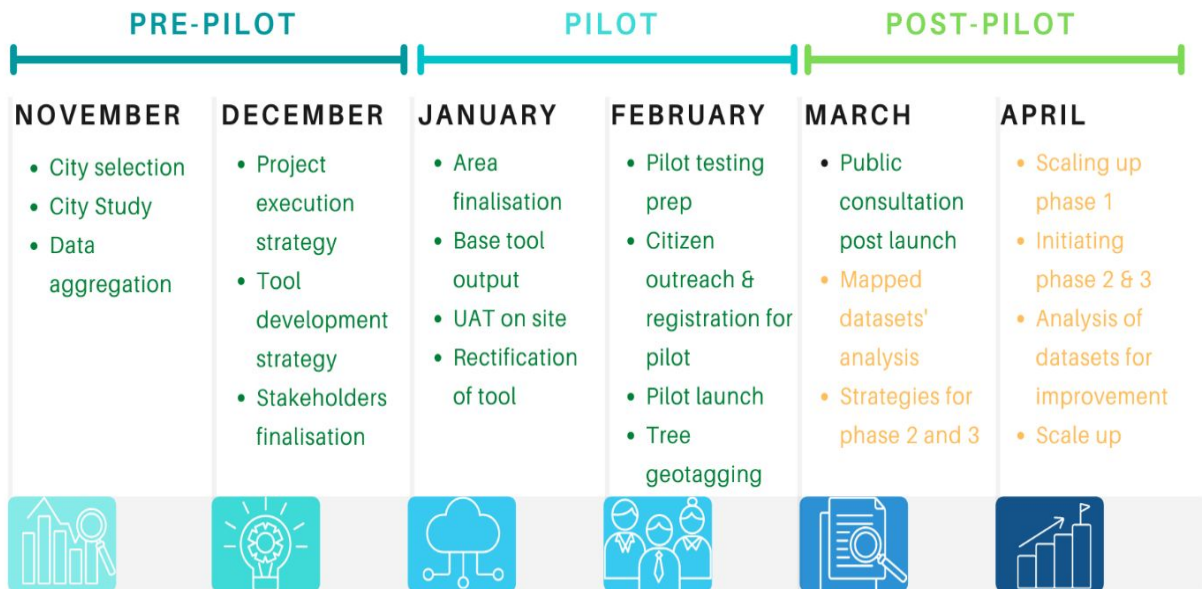 PRE-PILOT
PILOT
POST-PILOT
NOVEMBER
• City selection
• City Study
• Data
aggregation
DECEMBER
• Project
execution
strategy
• Tool
development
strategy
• Stakeholders
finalisation
JANUARY
• Area
finalisation
• Base tool
output
• UAT on site
• Rectification
of tool
FEBRUARY
• Pilot testing
prep
• Citizen
outreach &
registration for
pilot
• Pilot launch
• Tree
geotagging
MARCH
• Public
consultation
post launch
• Mapped
datasets'
analysis
• Strategies for
phase 2 and 3
APRIL
• Scaling up
phase 1
• Initiating
phase 2 & 3
• Analysis of
datasets for
improvement
• Scale up